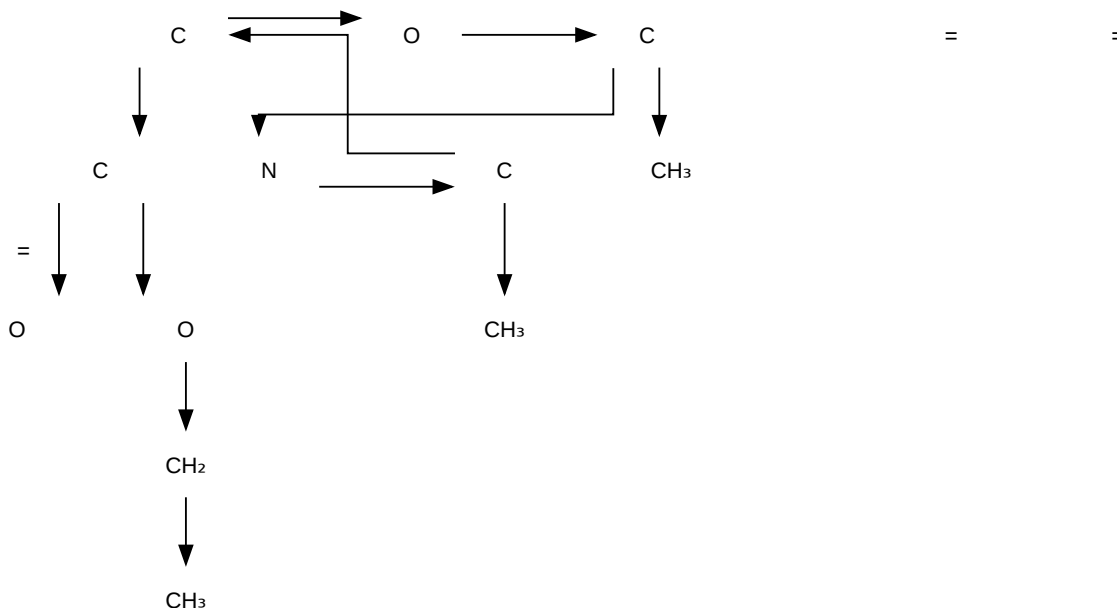 C O C = =
C N C CH₃
=
O O CH₃
CH₂
CH₃